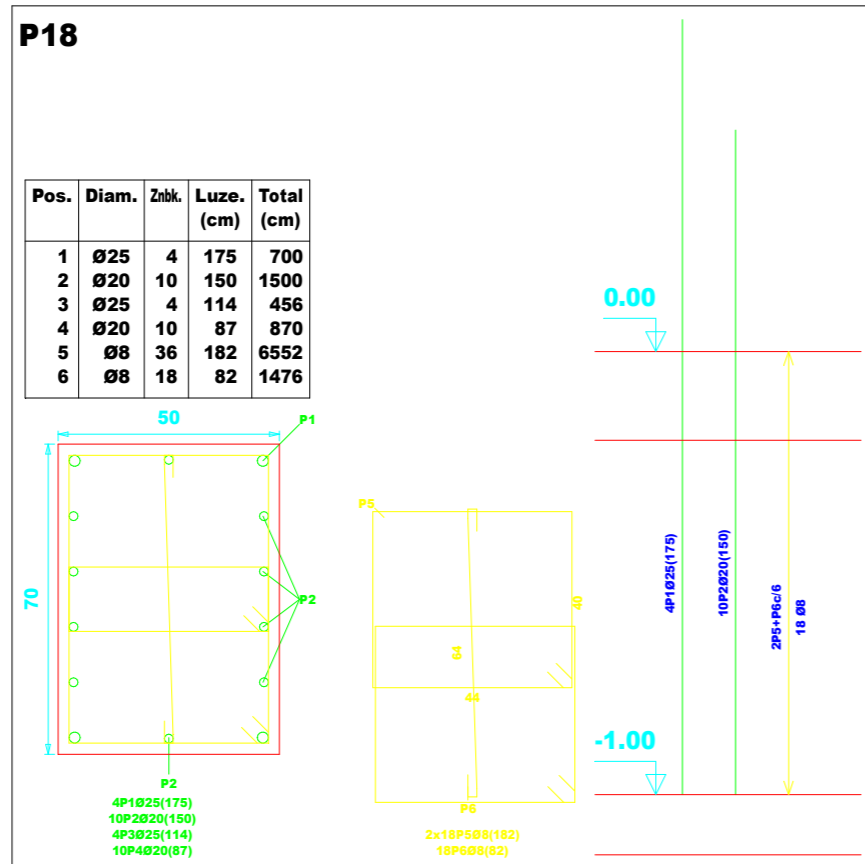 P18
Pos. Diam. Znbk. Luze. (cm) Total (cm)
1 Ø25 4 175 700
2 Ø20 10 150 1500
3 Ø25 4 114 456
4 Ø20 10 87 870
5 Ø8 36 182 6552
6 Ø8 18 82 1476
50
P1
70
P2
P2
4P1Ø25(175)
10P2Ø20(150)
4P3Ø25(114)
10P4Ø20(87)
P5
40
64
44
P6
2x18P5Ø8(182)
18P6Ø8(82)
0.00
4P1Ø25(175)
10P2Ø20(150)
2P5+P6c/6
18 Ø8
-1.00